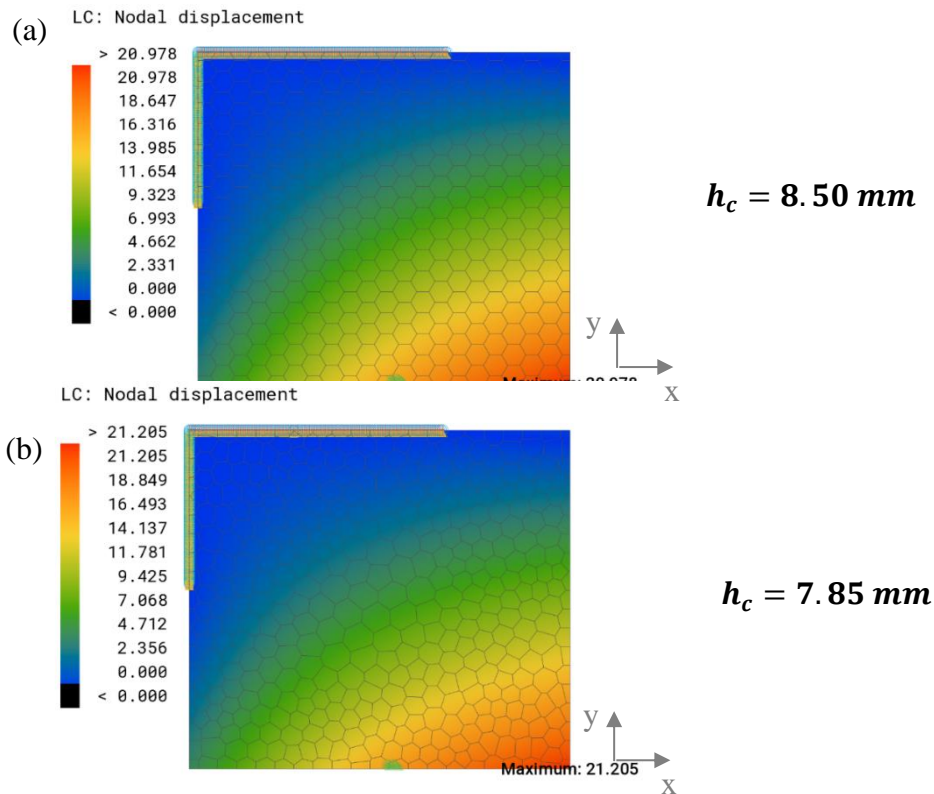 LC: Nodal displacement
(a)
> 20.978
20.978
18.647
16.316
13.985
11.654
9.323
6.993
4.662
2.331
0.000
< 0.000
h_c = 8.50 mm
y
x
Maximum: 20.978
LC: Nodal displacement
(b)
> 21.205
21.205
18.849
16.493
14.137
11.781
9.425
7.068
4.712
2.356
0.000
< 0.000
h_c = 7.85 mm
y
x
Maximum: 21.205